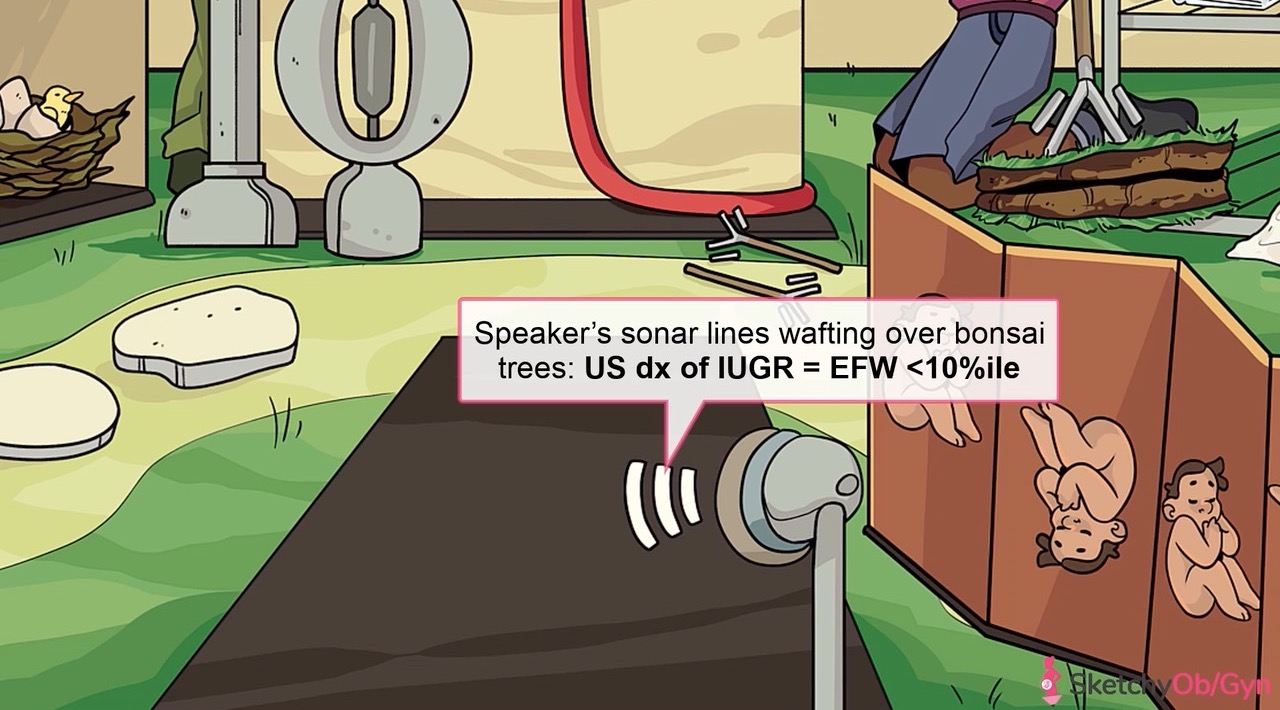 Speaker’s sonar lines wafting over bonsai
trees: US dx of IUGR = EFW <10%ile
SketchyOb/Gyn